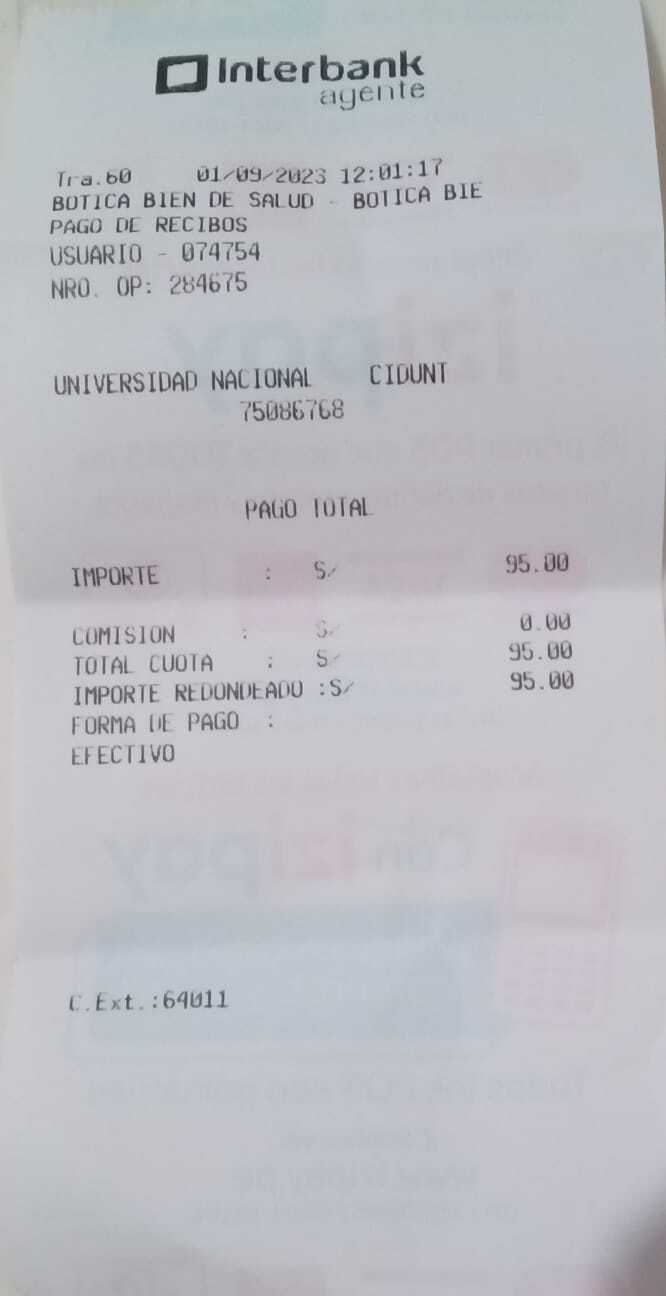 Interbank
agente
Tra.60 01/09/2023 12:01:17
BOTICA BIEN DE SALUD - BOTICA BIE
PAGO DE RECIBOS
USUARIO - 074754
NRO. OP: 284675
UNIVERSIDAD NACIONAL CIDUNT
75086768
PAGO TOTAL
IMPORTE : S/ 95.00
COMISION : S/ 0.00
TOTAL CUOTA : S/ 95.00
IMPORTE REDONDEADO :S/ 95.00
FORMA DE PAGO :
EFECTIVO
C.Ext.:64011